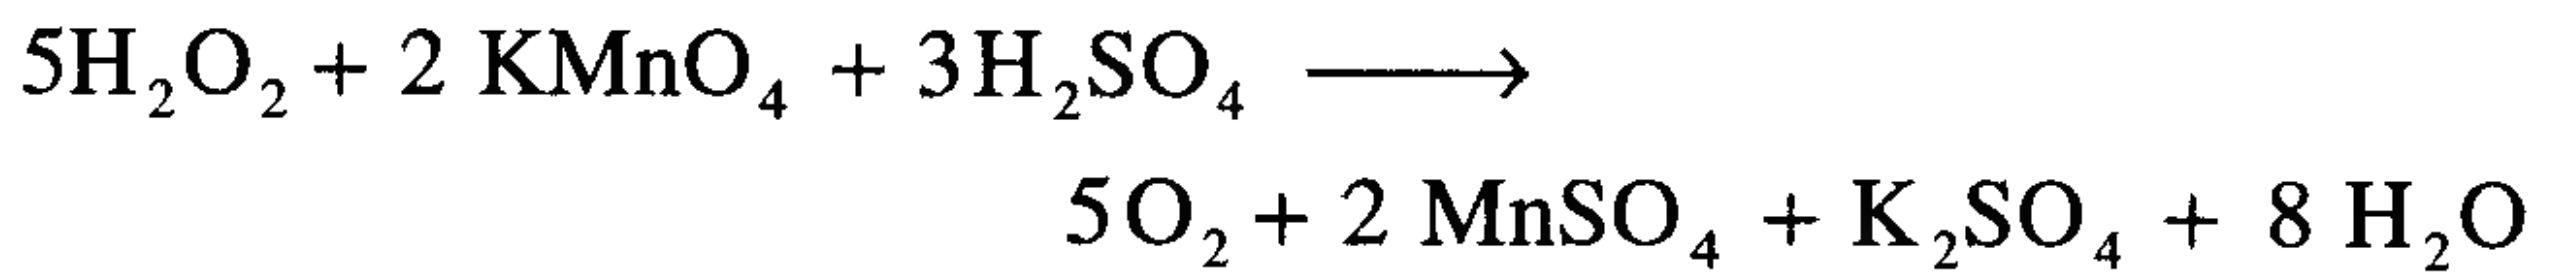 5H₂O₂ + 2 KMnO₄ + 3H₂SO₄ ⟶
5O₂ + 2 MnSO₄ + K₂SO₄ + 8 H₂O